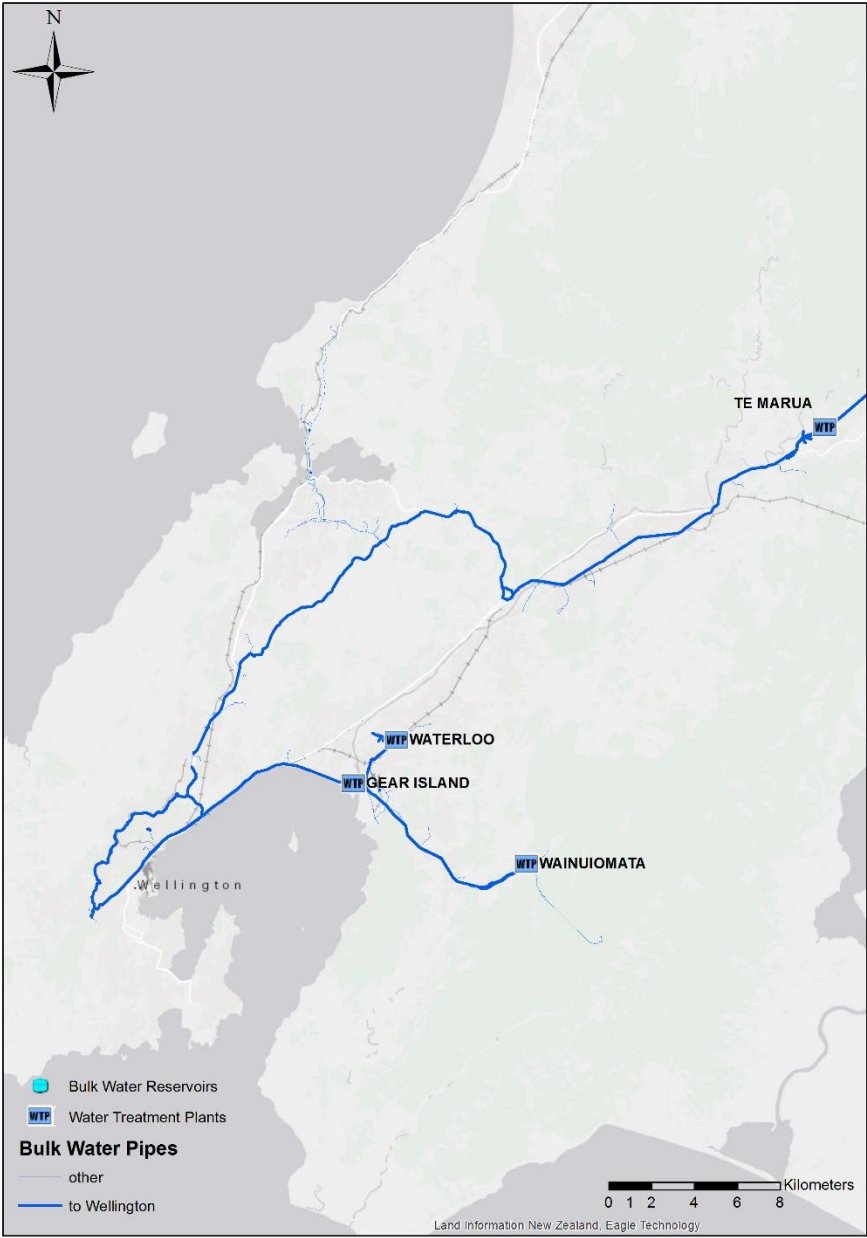 N
TE MARUA
WTP
WTP WATERLOO
WTP GEAR ISLAND
WTP WAINUIOMATA
Wellington
Bulk Water Reservoirs
WTP Water Treatment Plants
Bulk Water Pipes
other
to Wellington
Kilometers
0 1 2 4 6 8
Land Information New Zealand, Eagle Technology